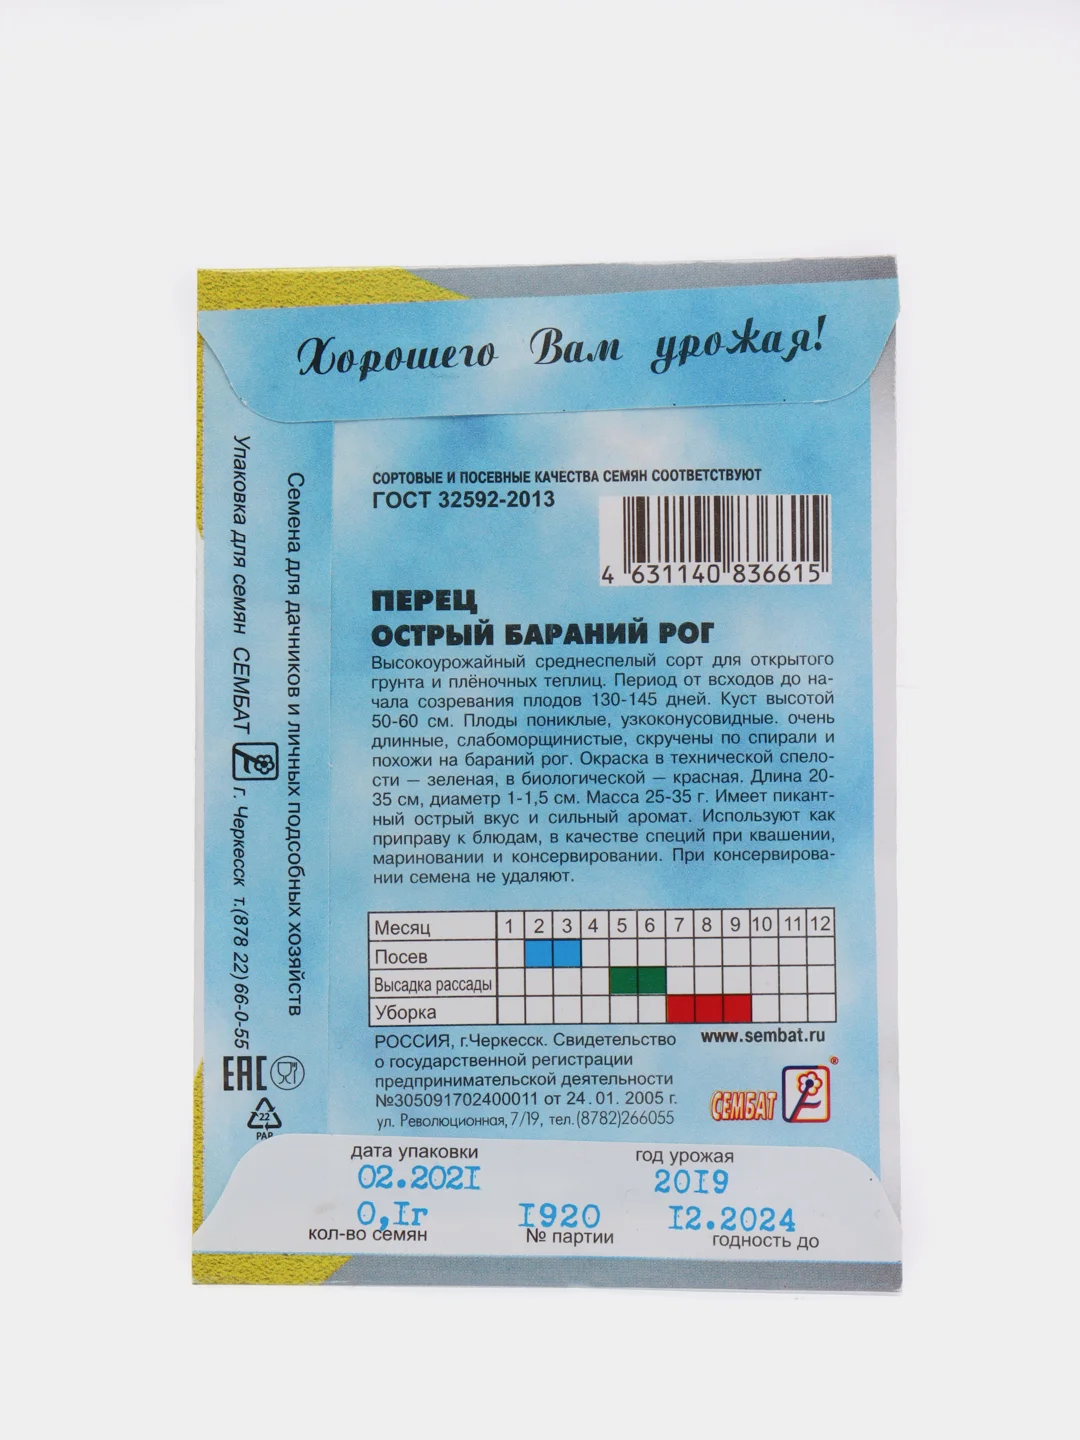 Хорошего Вам урожая!
СОРТОВЫЕ И ПОСЕВНЫЕ КАЧЕСТВА СЕМЯН СООТВЕТСТВУЮТ
ГОСТ 32592-2013
4 631140 836615
ПЕРЕЦ
ОСТРЫЙ БАРАНИЙ РОГ
Высокоурожайный среднеспелый сорт для открытого
грунта и плёночных теплиц. Период от всходов до на-
чала созревания плодов 130-145 дней. Куст высотой
50-60 см. Плоды пониклые, узкоконусовидные. очень
длинные, слабоморщинистые, скручены по спирали и
похожи на бараний рог. Окраска в технической спело-
сти — зеленая, в биологической — красная. Длина 20-
35 см, диаметр 1-1,5 см. Масса 25-35 г. Имеет пикант-
ный острый вкус и сильный аромат. Используют как
приправу к блюдам, в качестве специй при квашении,
мариновании и консервировании. При консервирова-
нии семена не удаляют.
Месяц 1 2 3 4 5 6 7 8 9 10 11 12
Посев
Высадка рассады
Уборка
РОССИЯ, г.Черкесск. Свидетельство
о государственной регистрации
предпринимательской деятельности
№305091702400011 от 24.01.2005 г.
ул. Революционная, 7/19, тел.(8782)266055
www.sembat.ru
СЕМБАТ ®
Семена для дачников и личных подсобных хозяйств
Упаковка для семян СЕМБАТ г. Черкесск т.(878 22) 66-0-55
EAC
22
PAP
дата упаковки год урожая
02.2021 2019
0,1г 1920 12.2024
кол-во семян № партии годность до